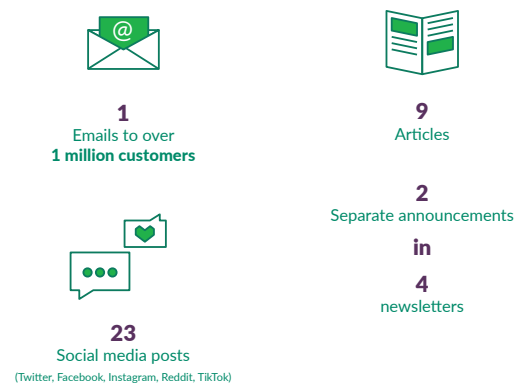 @
1
Emails to over
1 million customers
9
Articles
2
Separate announcements
in
4
newsletters
23
Social media posts
(Twitter, Facebook, Instagram, Reddit, TikTok)